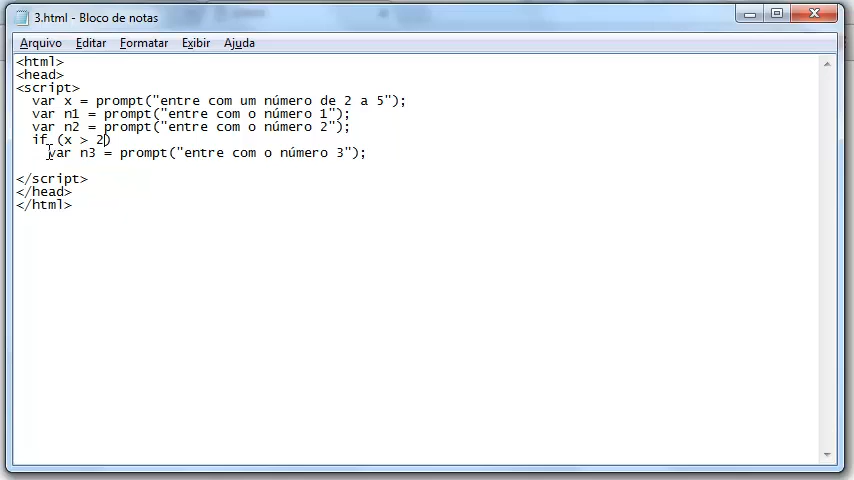 3.html - Bloco de notas
Arquivo Editar Formatar Exibir Ajuda
<html>
<head>
<script>
  var x = prompt("entre com um número de 2 a 5");
  var n1 = prompt("entre com o número 1");
  var n2 = prompt("entre com o número 2");
  if (x > 2)
    var n3 = prompt("entre com o número 3");

</script>
</head>
</html>